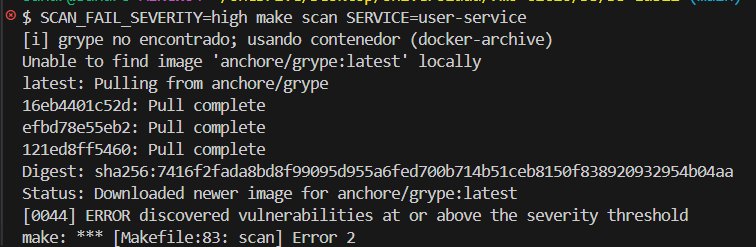 $ SCAN_FAIL_SEVERITY=high make scan SERVICE=user-service
[i] grype no encontrado; usando contenedor (docker-archive)
Unable to find image 'anchore/grype:latest' locally
latest: Pulling from anchore/grype
16eb4401c52d: Pull complete
efbd78e55eb2: Pull complete
121ed8ff5460: Pull complete
Digest: sha256:7416f2fada8bd8f99095d955a6fed700b714b51ceb8150f838920932954b04aa
Status: Downloaded newer image for anchore/grype:latest
[0044] ERROR discovered vulnerabilities at or above the severity threshold
make: *** [Makefile:83: scan] Error 2